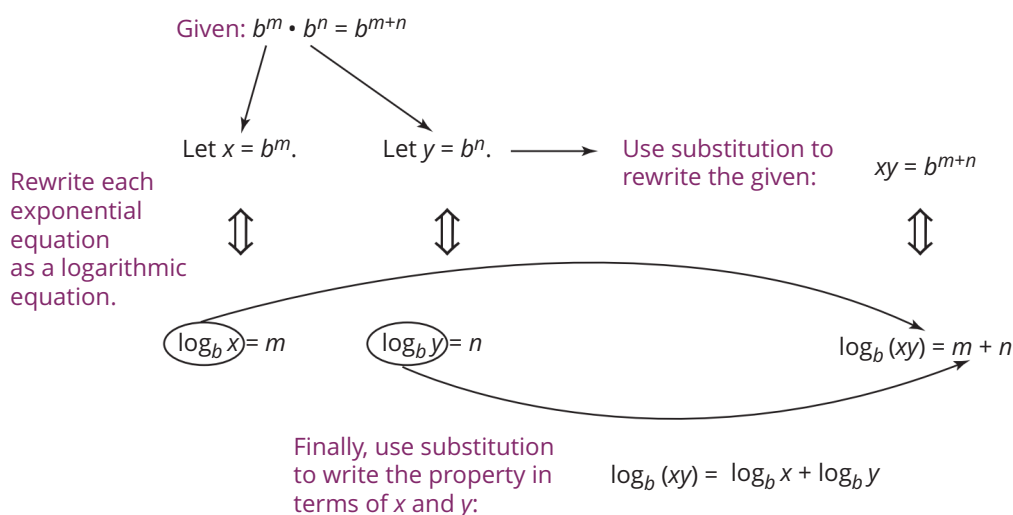 Given: b^m • b^n = b^{m+n}
Let x = b^m.
Let y = b^n.
Use substitution to
rewrite the given:
xy = b^{m+n}
Rewrite each
exponential
equation
as a logarithmic
equation.
log_b x = m
log_b y = n
log_b (xy) = m + n
Finally, use substitution
to write the property in
terms of x and y:
log_b (xy) = log_b x + log_b y